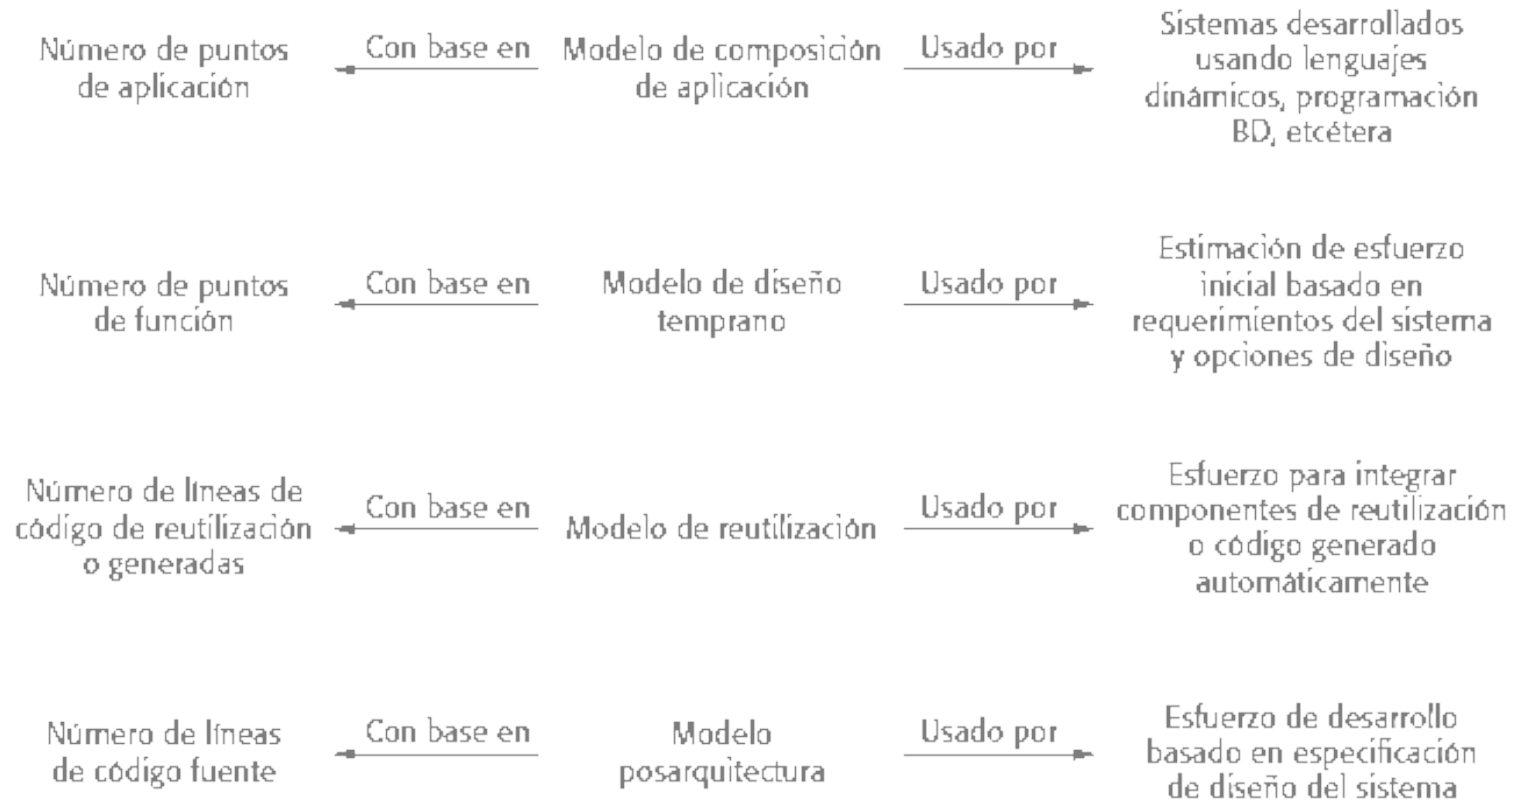 Número de puntos
de aplicación
Con base en
Modelo de composición
de aplicación
Usado por
Sistemas desarrollados
usando lenguajes
dinámicos, programación
BD, etcétera
Número de puntos
de función
Con base en
Modelo de diseño
temprano
Usado por
Estimación de esfuerzo
inicial basado en
requerimientos del sistema
y opciones de diseño
Número de líneas de
código de reutilización
o generadas
Con base en
Modelo de reutilización
Usado por
Esfuerzo para integrar
componentes de reutilización
o código generado
automáticamente
Número de líneas
de código fuente
Con base en
Modelo
posarquitectura
Usado por
Esfuerzo de desarrollo
basado en especificación
de diseño del sistema